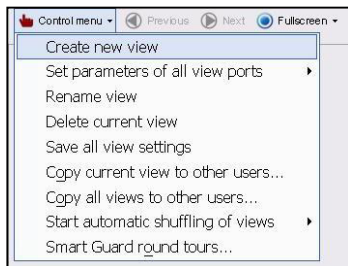 Control menu Previous Next Fullscreen
Create new view
Set parameters of all view ports
Rename view
Delete current view
Save all view settings
Copy current view to other users...
Copy all views to other users...
Start automatic shuffling of views
Smart Guard round tours...